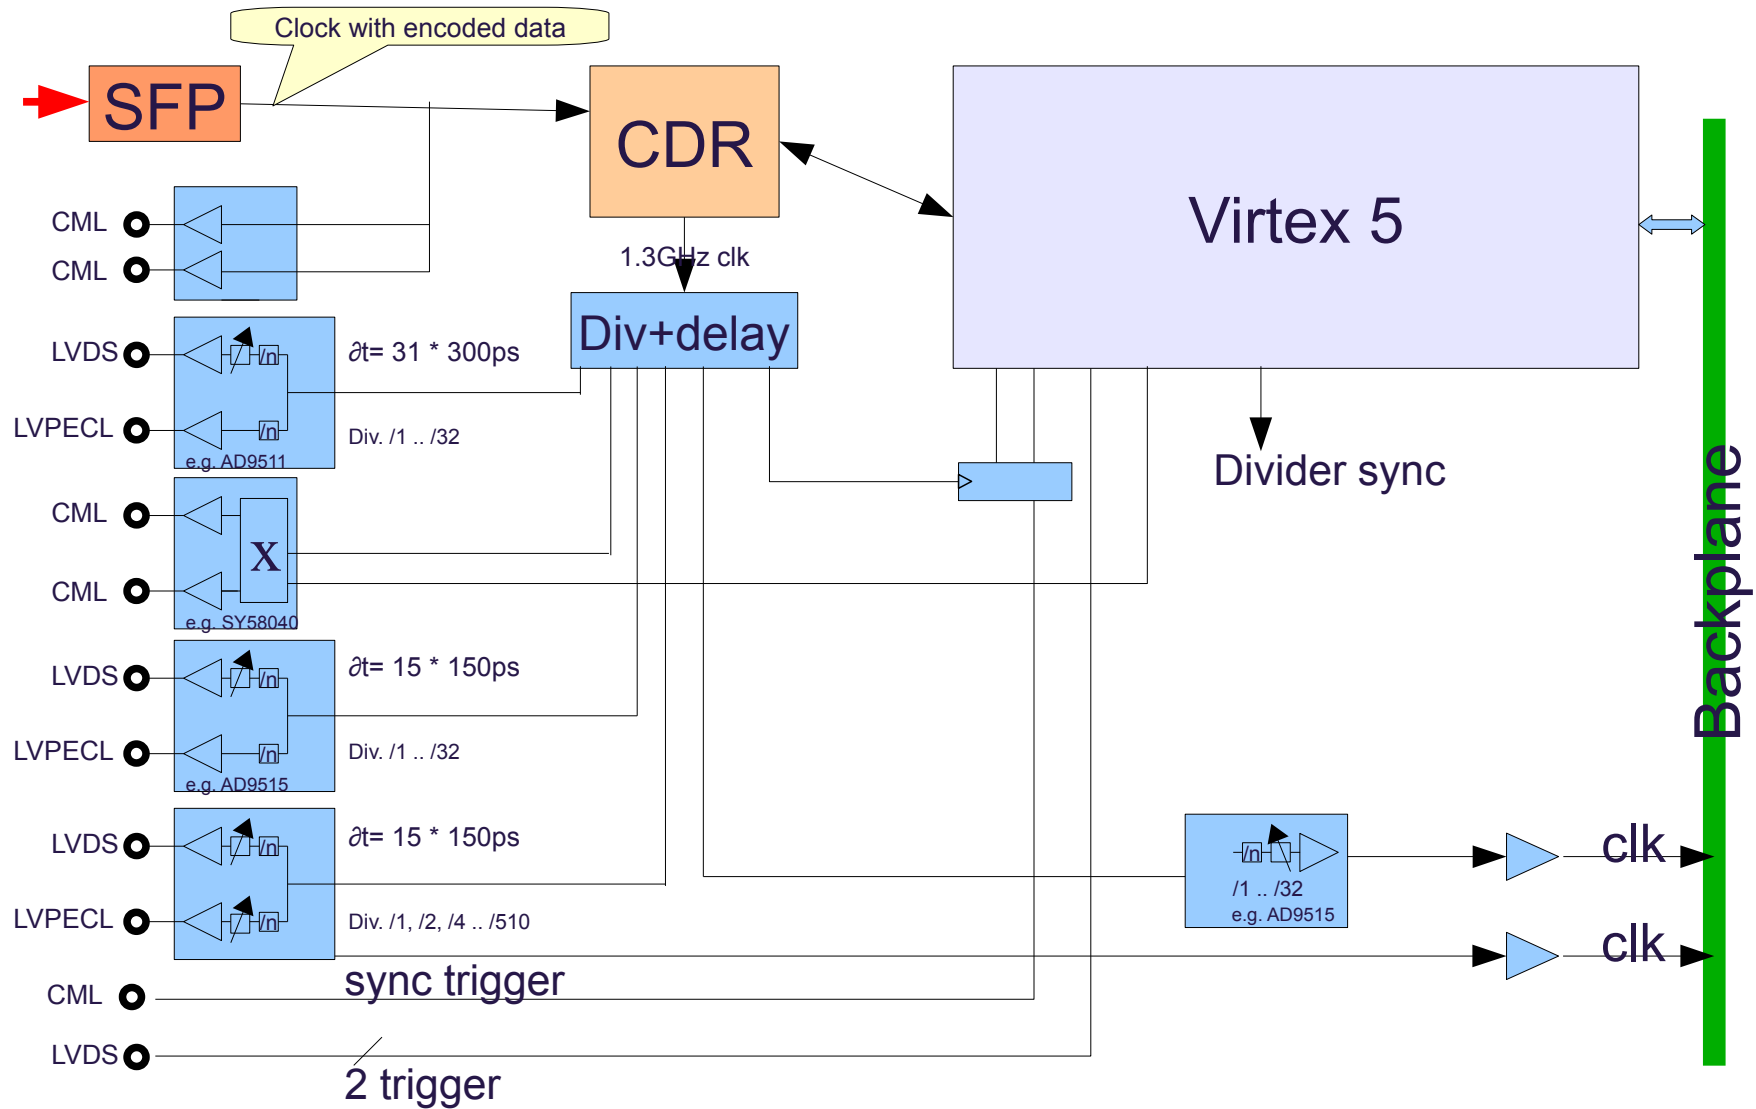 Clock with encoded data
SFP
CDR
Virtex 5
CML
CML
1.3GHz clk
Div+delay
LVDS
/n
∂t= 31 * 300ps
LVPECL
/n
Div. /1 .. /32
e.g. AD9511
Divider sync
CML
X
CML
e.g. SY58040
Backplane
LVDS
/n
∂t= 15 * 150ps
LVPECL
/n
Div. /1 .. /32
e.g. AD9515
LVDS
/n
∂t= 15 * 150ps
/n
clk
/1 .. /32
e.g. AD9515
LVPECL
/n
Div. /1, /2, /4 .. /510
clk
sync trigger
CML
LVDS
2 trigger